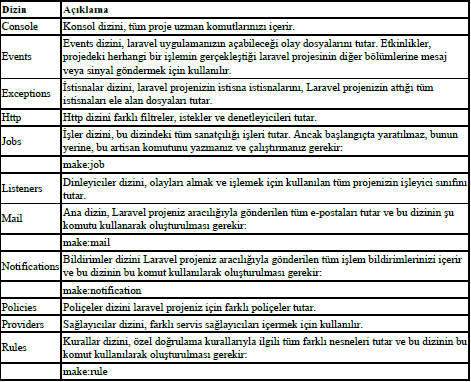 Dizin Açıklama
Console Konsol dizini, tüm proje uzman komutlarınızı içerir.
Events Events dizini, laravel uygulamanızın açabileceği olay dosyalarını tutar. Etkinlikler,
projedeki herhangi bir işlemin gerçekleştiği laravel projesinin diğer bölümlerine mesaj
veya sinyal göndermek için kullanılır.
Exceptions İstisnalar dizini, laravel projenizin istisna istisnalarını, Laravel projenizin attığı tüm
istisnaları ele alan dosyaları tutar.
Http Http dizini farklı filtreler, istekler ve denetleyicileri tutar.
Jobs İşler dizini, bu dizindeki tüm sanatçılığı işleri tutar. Ancak başlangıçta yaratılmaz, bunun
yerine, bu artisan komutunu yazmanız ve çalıştırmanız gerekir:
make:job
Listeners Dinleyiciler dizini, olayları almak ve işlemek için kullanılan tüm projenizin işleyici sınıfını
tutar.
Mail Ana dizin, Laravel projeniz aracılığıyla gönderilen tüm e-postaları tutar ve bu dizinin şu
komutu kullanarak oluşturulması gerekir:
make:mail
Notifications Bildirimler dizini Laravel projeniz aracılığıyla gönderilen tüm işlem bildirimlerinizi içerir
ve bu dizinin bu komut kullanılarak oluşturulması gerekir:
make:notification
Policies Poliçeler dizini laravel projeniz için farklı poliçeler tutar.
Providers Sağlayıcılar dizini, farklı servis sağlayıcıları içermek için kullanılır.
Rules Kurallar dizini, özel doğrulama kurallarıyla ilgili tüm farklı nesneleri tutar ve bu dizinin bu
komut kullanılarak oluşturulması gerekir:
make:rule